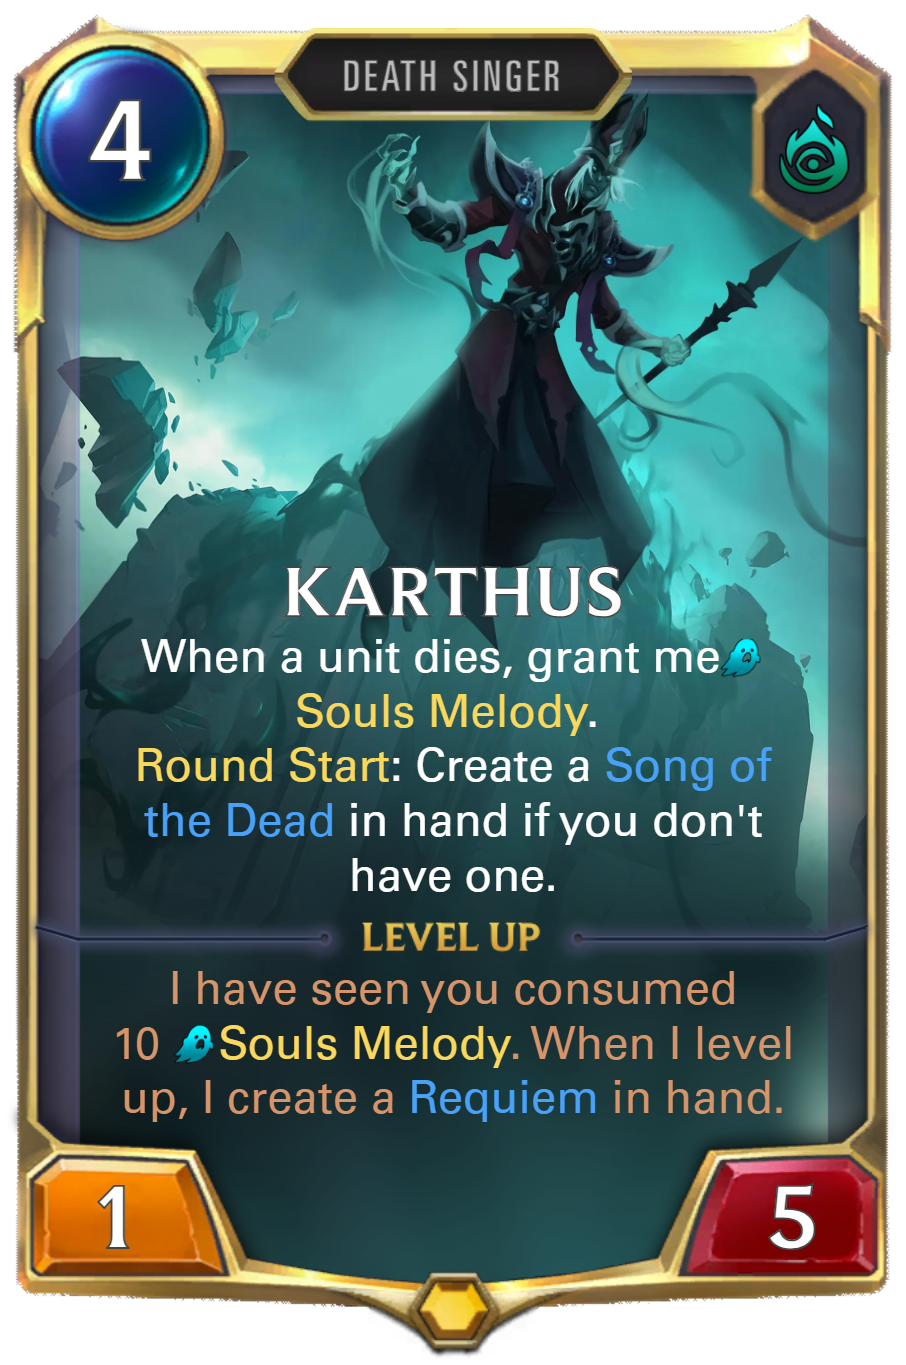 4
DEATH SINGER
KARTHUS
When a unit dies, grant me
Souls Melody.
Round Start: Create a Song of
the Dead in hand if you don't
have one.
LEVEL UP
I have seen you consumed
10 Souls Melody. When I level
up, I create a Requiem in hand.
1
5